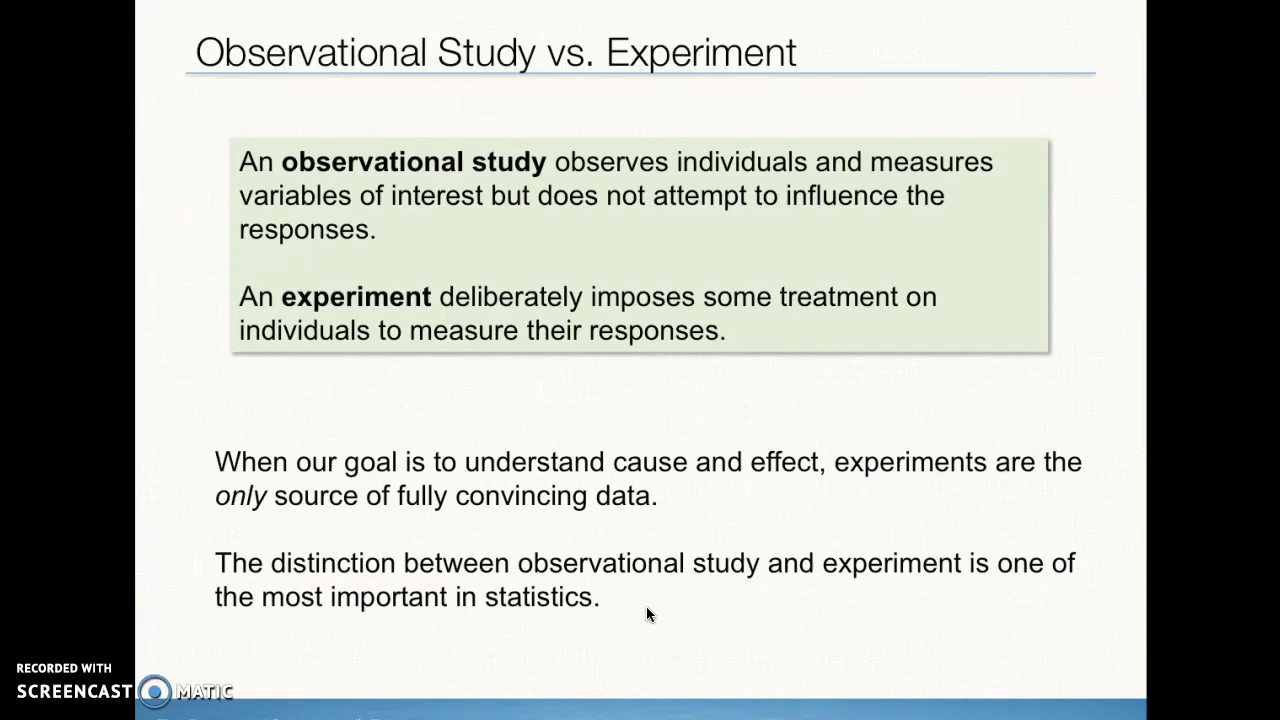 Observational Study vs. Experiment
An observational study observes individuals and measures
variables of interest but does not attempt to influence the
responses.
An experiment deliberately imposes some treatment on
individuals to measure their responses.
When our goal is to understand cause and effect, experiments are the
only source of fully convincing data.
The distinction between observational study and experiment is one of
the most important in statistics.
RECORDED WITH
SCREENCAST MATIC